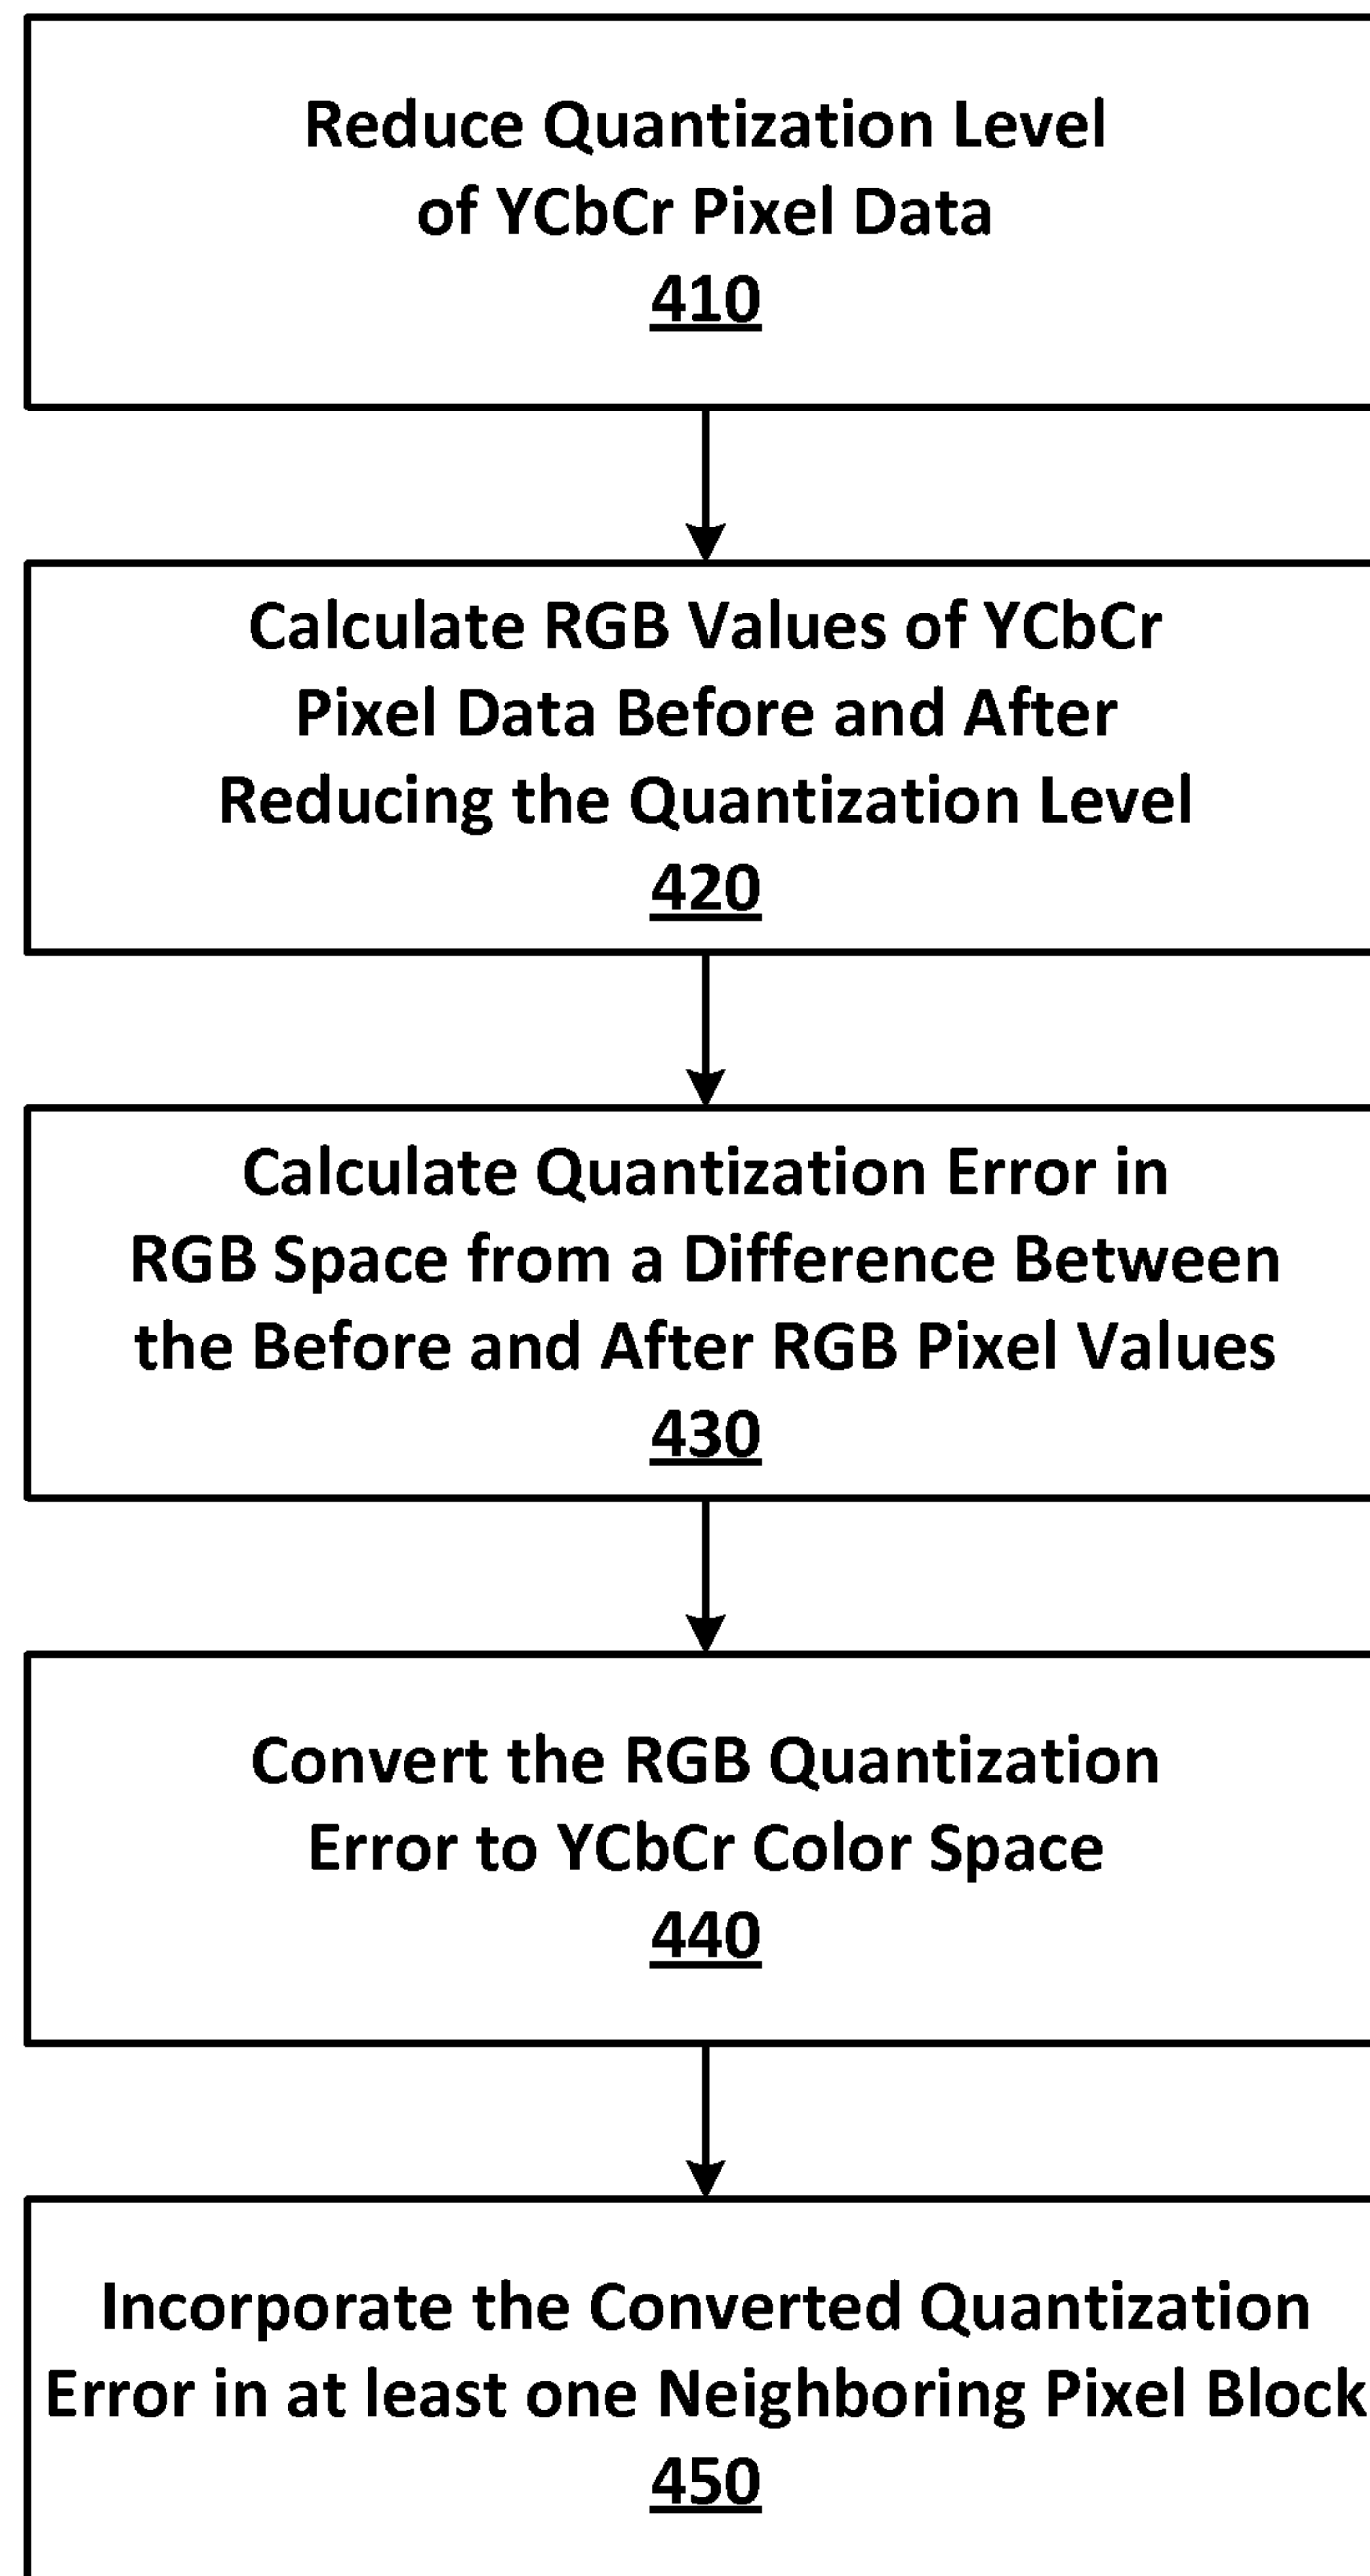 Reduce Quantization Level
of YCbCr Pixel Data
410
Calculate RGB Values of YCbCr
Pixel Data Before and After
Reducing the Quantization Level
420
Calculate Quantization Error in
RGB Space from a Difference Between
the Before and After RGB Pixel Values
430
Convert the RGB Quantization
Error to YCbCr Color Space
440
Incorporate the Converted Quantization
Error in at least one Neighboring Pixel Block
450